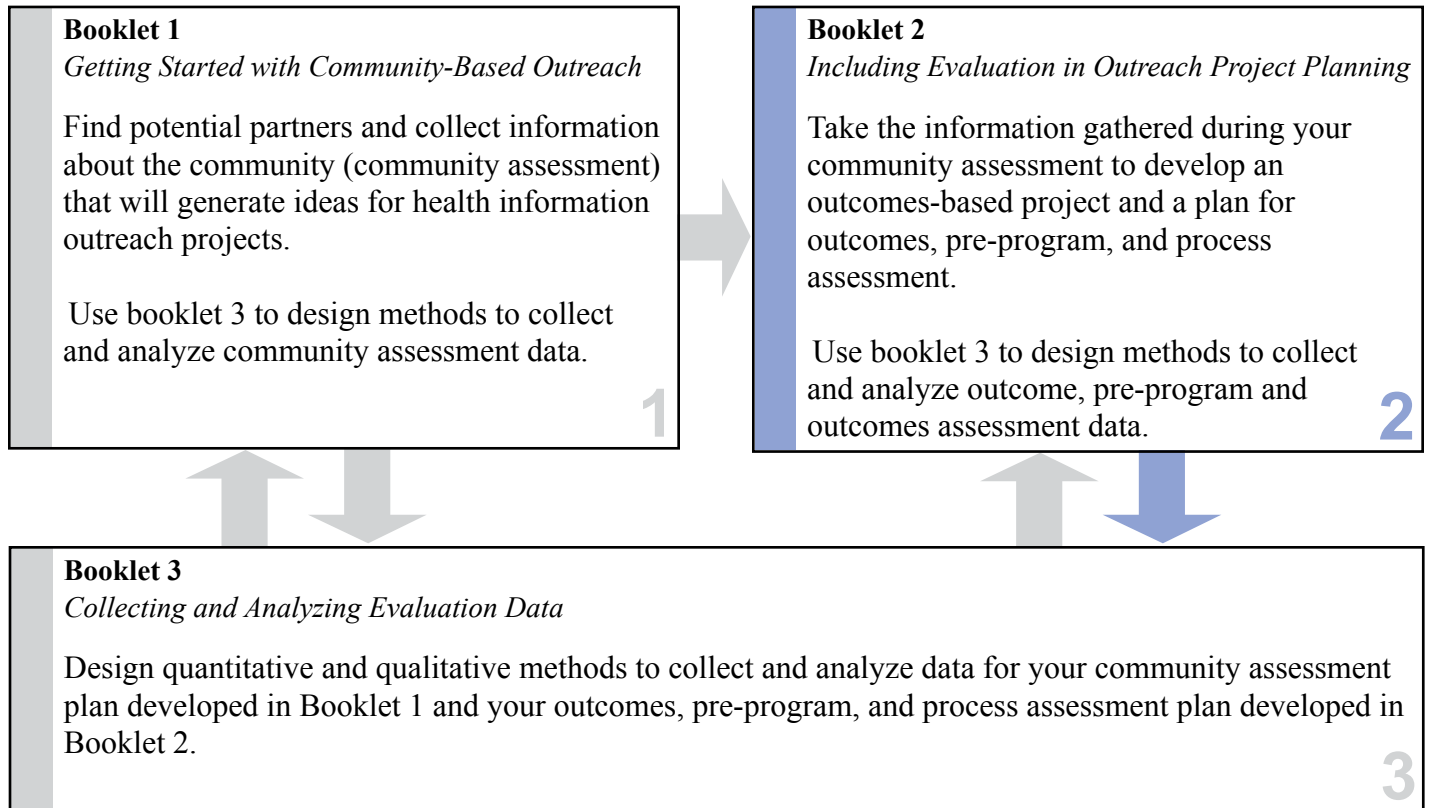 Booklet 1
Getting Started with Community-Based Outreach
Find potential partners and collect information
about the community (community assessment)
that will generate ideas for health information
outreach projects.
Use booklet 3 to design methods to collect
and analyze community assessment data.
1
Booklet 2
Including Evaluation in Outreach Project Planning
Take the information gathered during your
community assessment to develop an
outcomes-based project and a plan for
outcomes, pre-program, and process
assessment.
Use booklet 3 to design methods to collect
and analyze outcome, pre-program and
outcomes assessment data.
2
Booklet 3
Collecting and Analyzing Evaluation Data
Design quantitative and qualitative methods to collect and analyze data for your community assessment
plan developed in Booklet 1 and your outcomes, pre-program, and process assessment plan developed in
Booklet 2.
3